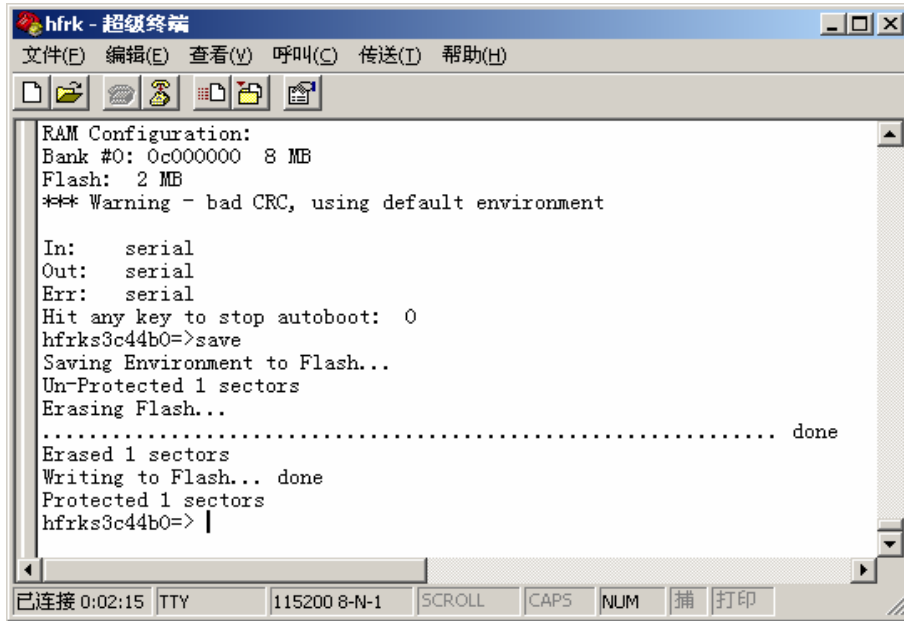 hfrk - 超级终端
文件(F) 编辑(E) 查看(V) 呼叫(C) 传送(T) 帮助(H)
RAM Configuration:
Bank #0: 0c000000  8 MB
Flash:  2 MB
*** Warning - bad CRC, using default environment
In:    serial
Out:   serial
Err:   serial
Hit any key to stop autoboot:  0
hfrks3c44b0=>save
Saving Environment to Flash...
Un-Protected 1 sectors
Erasing Flash...
............................................................... done
Erased 1 sectors
Writing to Flash... done
Protected 1 sectors
hfrks3c44b0=>
已连接 0:02:15 TTY 115200 8-N-1 SCROLL CAPS NUM 捕 打印